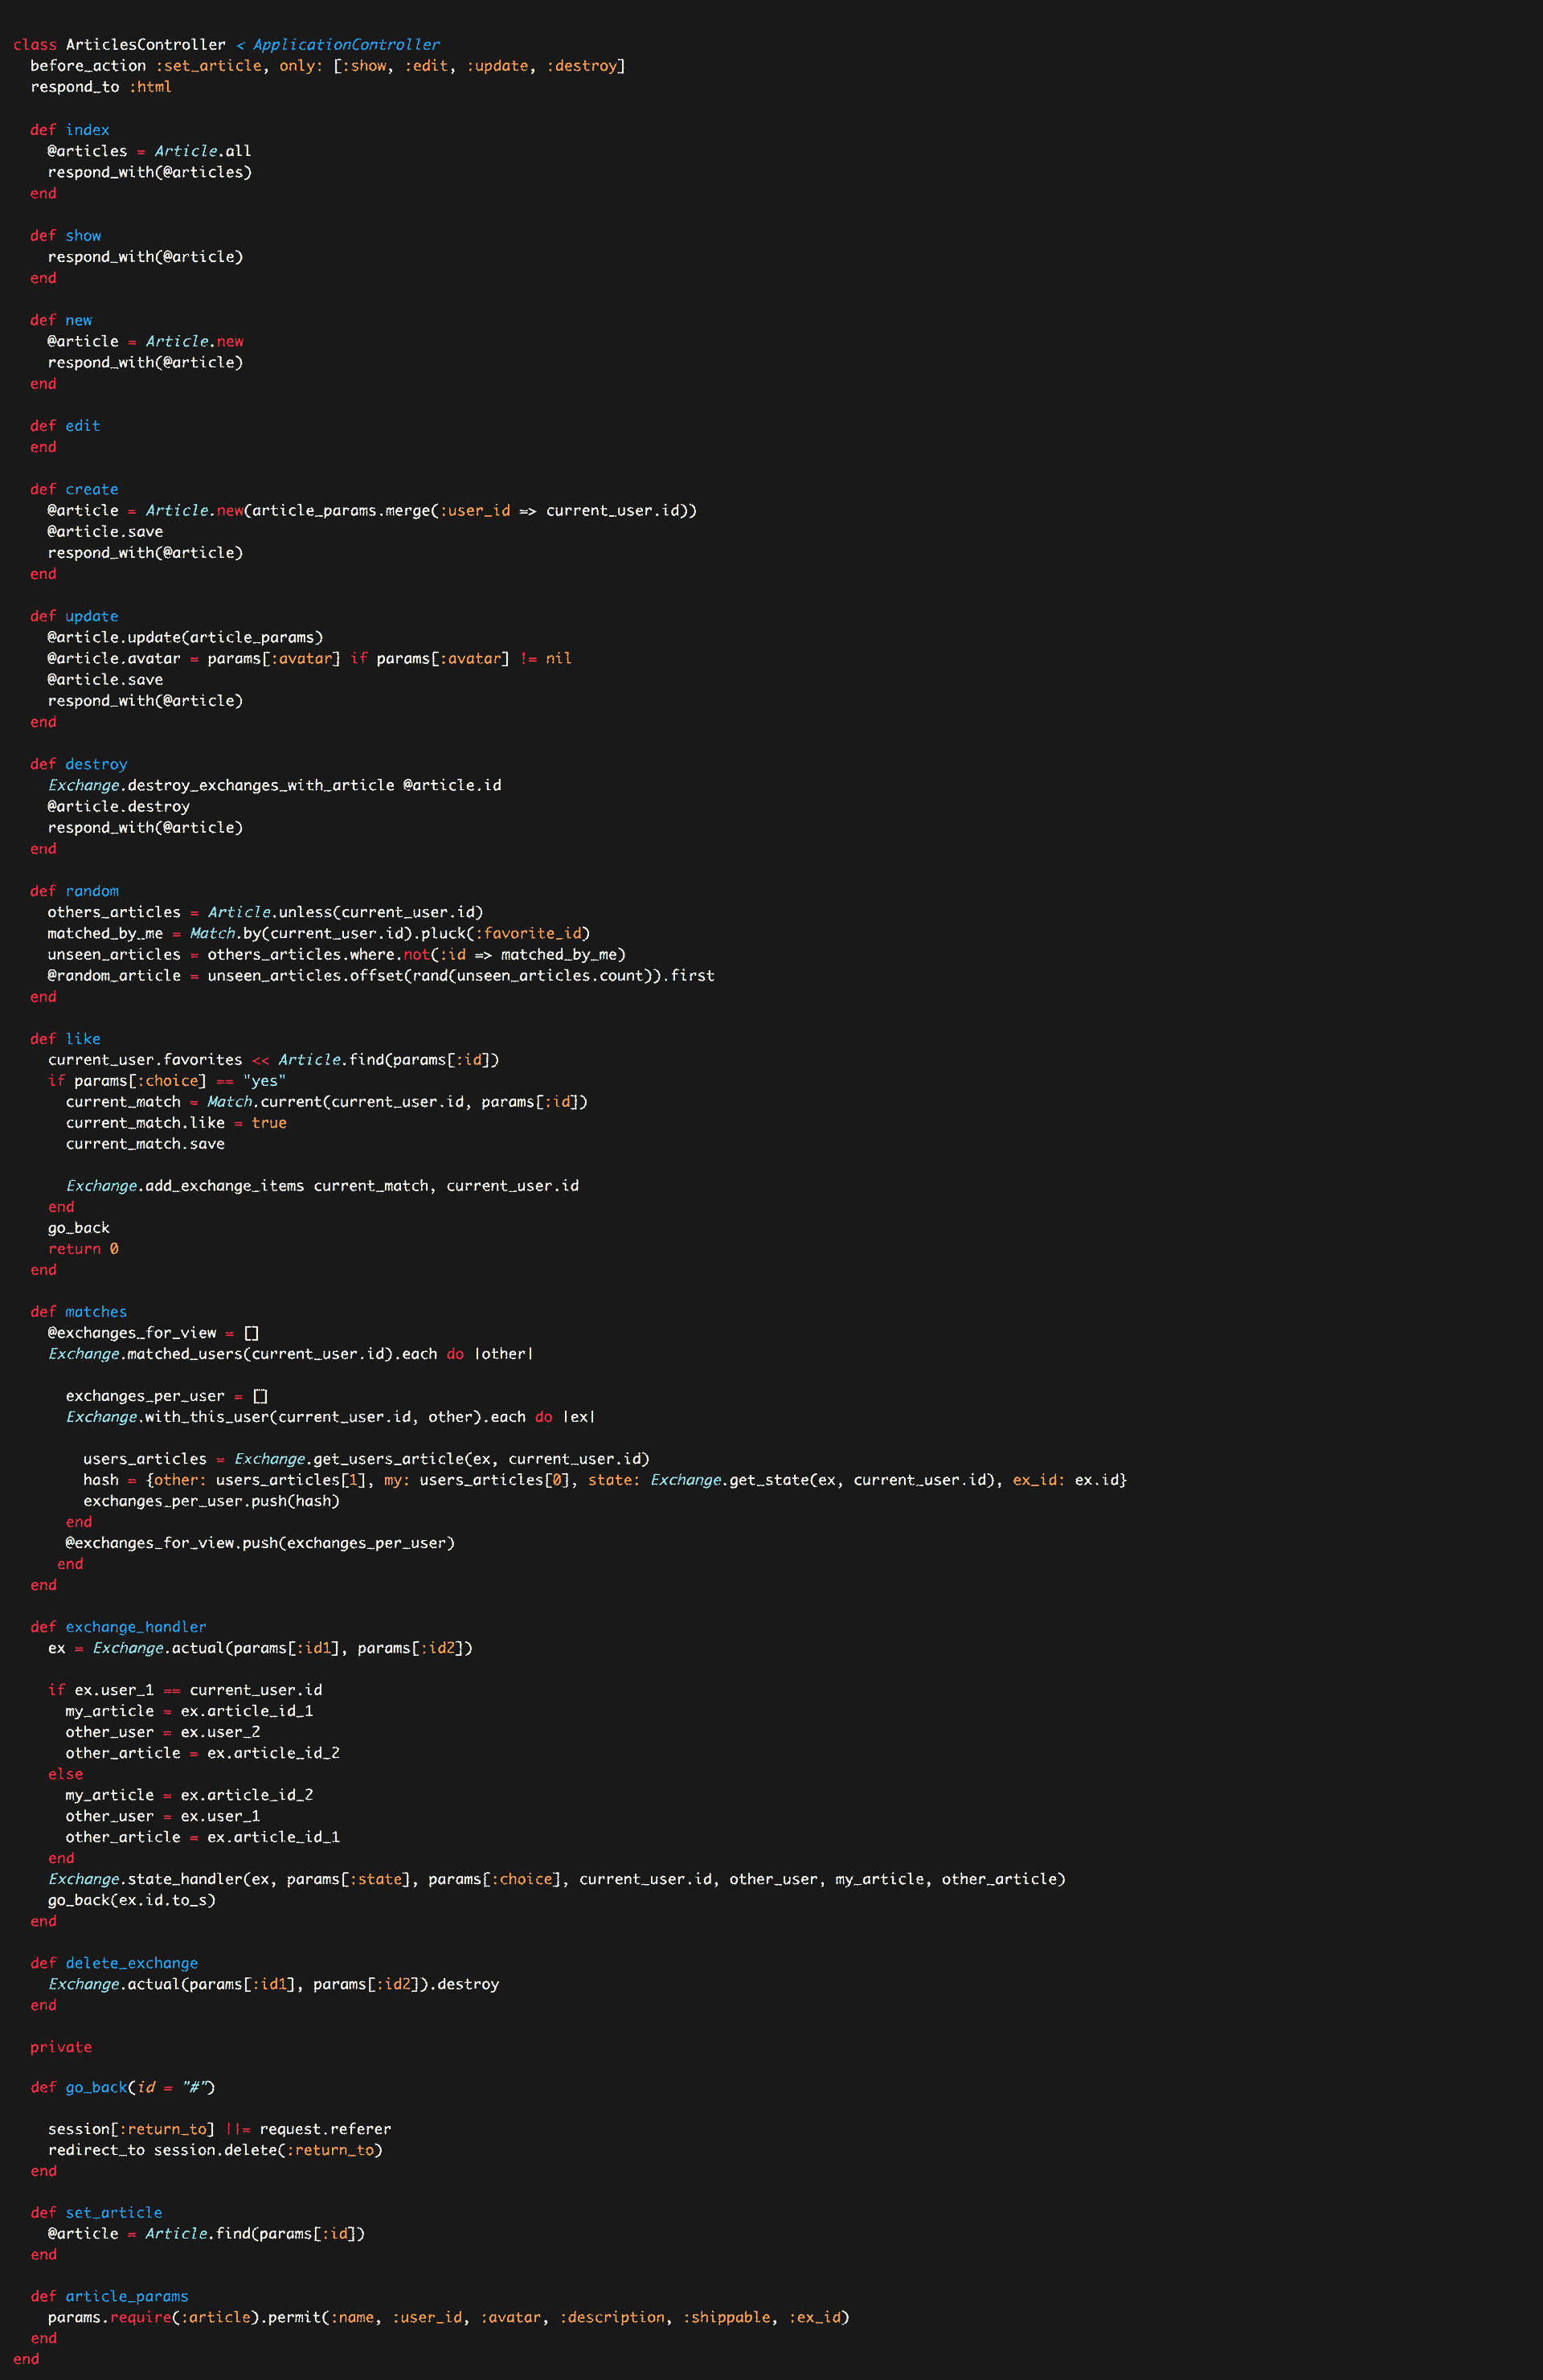 class ArticlesController < ApplicationController
  before_action :set_article, only: [:show, :edit, :update, :destroy]
  respond_to :html

  def index
    @articles = Article.all
    respond_with(@articles)
  end

  def show
    respond_with(@article)
  end

  def new
    @article = Article.new
    respond_with(@article)
  end

  def edit
  end

  def create
    @article = Article.new(article_params.merge(:user_id => current_user.id))
    @article.save
    respond_with(@article)
  end

  def update
    @article.update(article_params)
    @article.avatar = params[:avatar] if params[:avatar] != nil
    @article.save
    respond_with(@article)
  end

  def destroy
    Exchange.destroy_exchanges_with_article @article.id
    @article.destroy
    respond_with(@article)
  end

  def random
    others_articles = Article.unless(current_user.id)
    matched_by_me = Match.by(current_user.id).pluck(:favorite_id)
    unseen_articles = others_articles.where.not(:id => matched_by_me)
    @random_article = unseen_articles.offset(rand(unseen_articles.count)).first
  end

  def like
    current_user.favorites << Article.find(params[:id])
    if params[:choice] == "yes"
      current_match = Match.current(current_user.id, params[:id])
      current_match.like = true
      current_match.save

      Exchange.add_exchange_items current_match, current_user.id
    end
    go_back
    return 0
  end

  def matches
    @exchanges_for_view = []
    Exchange.matched_users(current_user.id).each do |other|

      exchanges_per_user = []
      Exchange.with_this_user(current_user.id, other).each do |ex|

        users_articles = Exchange.get_users_article(ex, current_user.id)
        hash = {other: users_articles[1], my: users_articles[0], state: Exchange.get_state(ex, current_user.id), ex_id: ex.id}
        exchanges_per_user.push(hash)
      end
      @exchanges_for_view.push(exchanges_per_user)
     end
  end

  def exchange_handler
    ex = Exchange.actual(params[:id1], params[:id2])

    if ex.user_1 == current_user.id
      my_article = ex.article_id_1
      other_user = ex.user_2
      other_article = ex.article_id_2
    else
      my_article = ex.article_id_2
      other_user = ex.user_1
      other_article = ex.article_id_1
    end
    Exchange.state_handler(ex, params[:state], params[:choice], current_user.id, other_user, my_article, other_article)
    go_back(ex.id.to_s)
  end

  def delete_exchange
    Exchange.actual(params[:id1], params[:id2]).destroy
  end

  private

  def go_back(id = "#")

    session[:return_to] ||= request.referer
    redirect_to session.delete(:return_to)
  end

  def set_article
    @article = Article.find(params[:id])
  end

  def article_params
    params.require(:article).permit(:name, :user_id, :avatar, :description, :shippable, :ex_id)
  end
end